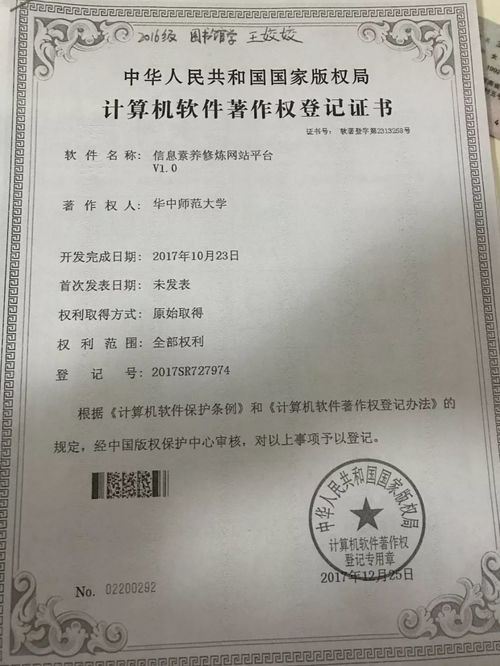 2016级 图书馆学 王姣姣
中华人民共和国国家版权局
计算机软件著作权登记证书
证书号: 软著登字第2313258号
软件名称: 信息素养修炼网站平台
V1.0
著作权人: 华中师范大学
开发完成日期: 2017年10月23日
首次发表日期: 未发表
权利取得方式: 原始取得
权利范围: 全部权利
登记号: 2017SR727974
根据《计算机软件保护条例》和《计算机软件著作权登记办法》的
规定,经中国版权保护中心审核,对以上事项予以登记。
中华人民共和国国家版权局
计算机软件著作权
登记专用章
No. 02200292
2017年12月25日